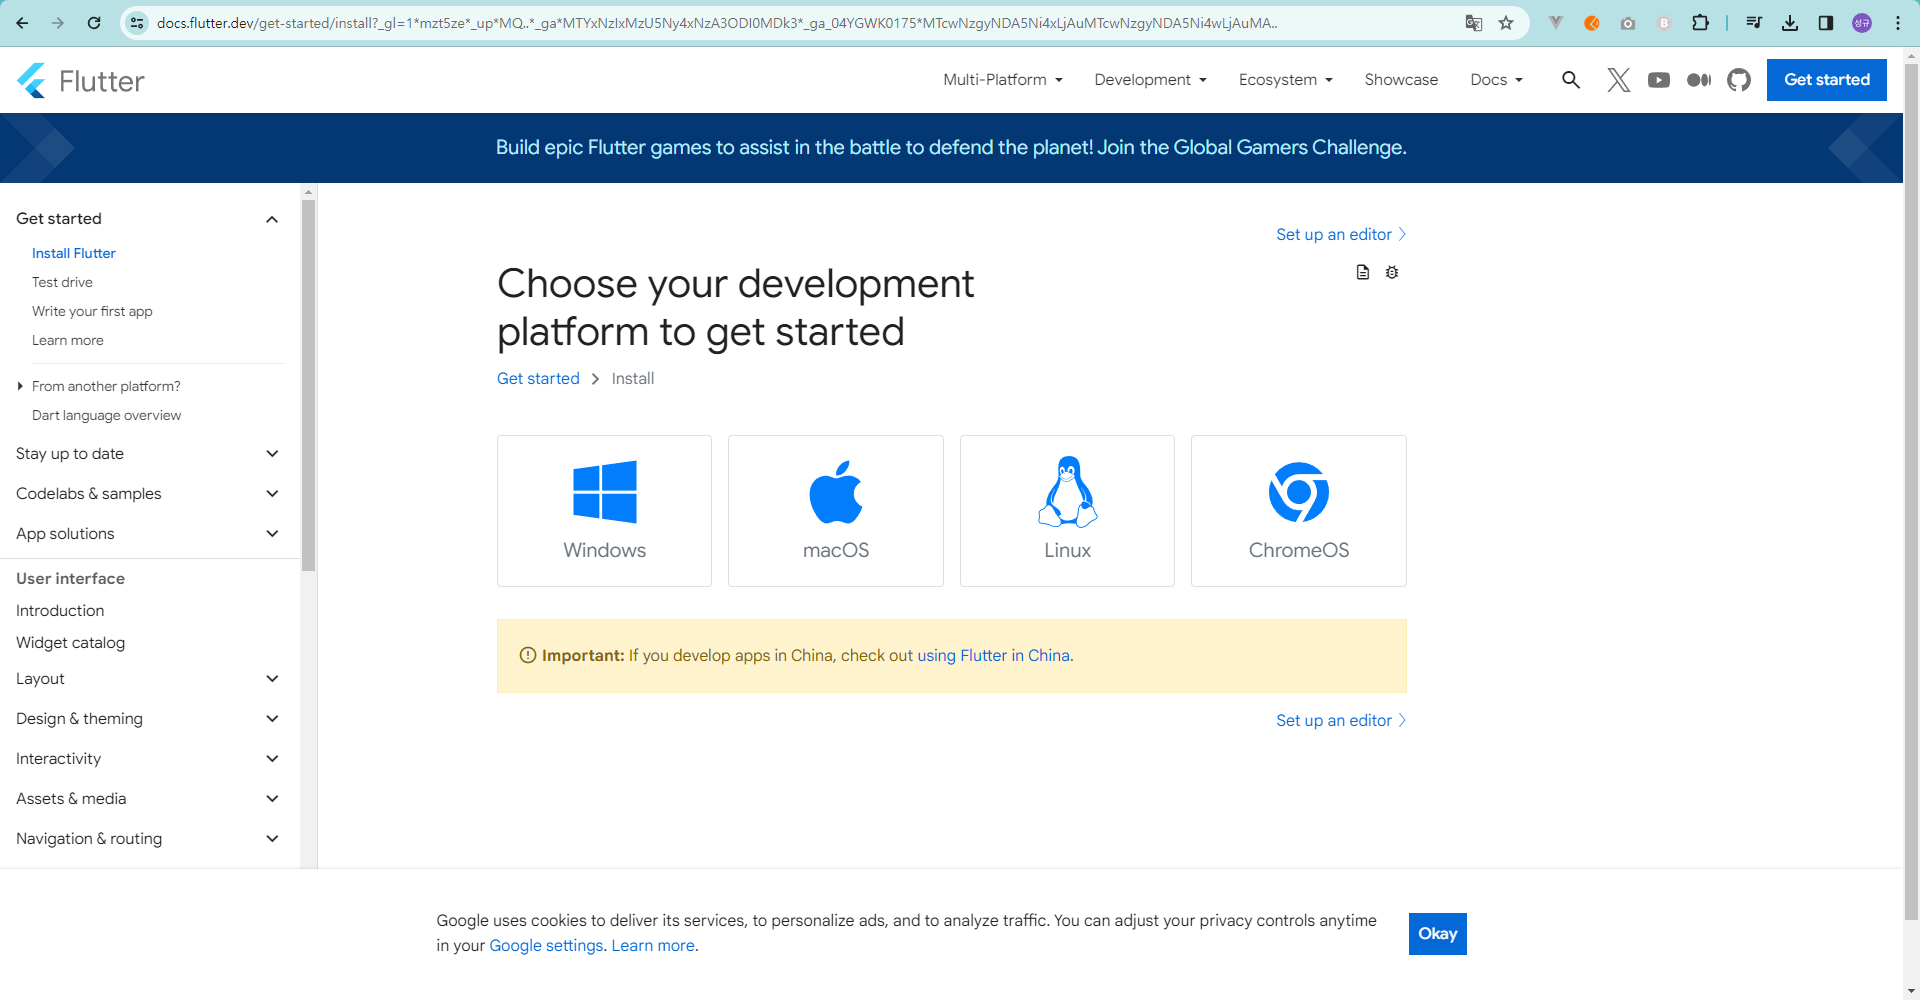 docs.flutter.dev/get-started/install?_gl=1*mzt5ze*_up*MQ..*_ga*MTYxNzIxMzU5Ny4xNzA3ODI0MDk3*_ga_04YGWK0175*MTcwNzgyNDA5Ni4xLjAuMTcwNzgyNDA5Ni4wLjAuMA..
B
성규
Flutter
Multi-Platform
Development
Ecosystem
Showcase
Docs
Get started
Build epic Flutter games to assist in the battle to defend the planet! Join the Global Gamers Challenge.
Get started
Install Flutter
Test drive
Write your first app
Learn more
From another platform?
Dart language overview
Stay up to date
Codelabs & samples
App solutions
User interface
Introduction
Widget catalog
Layout
Design & theming
Interactivity
Assets & media
Navigation & routing
Set up an editor
Choose your development
platform to get started
Get started
Install
Windows
macOS
Linux
ChromeOS
Important: If you develop apps in China, check out using Flutter in China.
Set up an editor
Google uses cookies to deliver its services, to personalize ads, and to analyze traffic. You can adjust your privacy controls anytime
in your Google settings. Learn more.
Okay